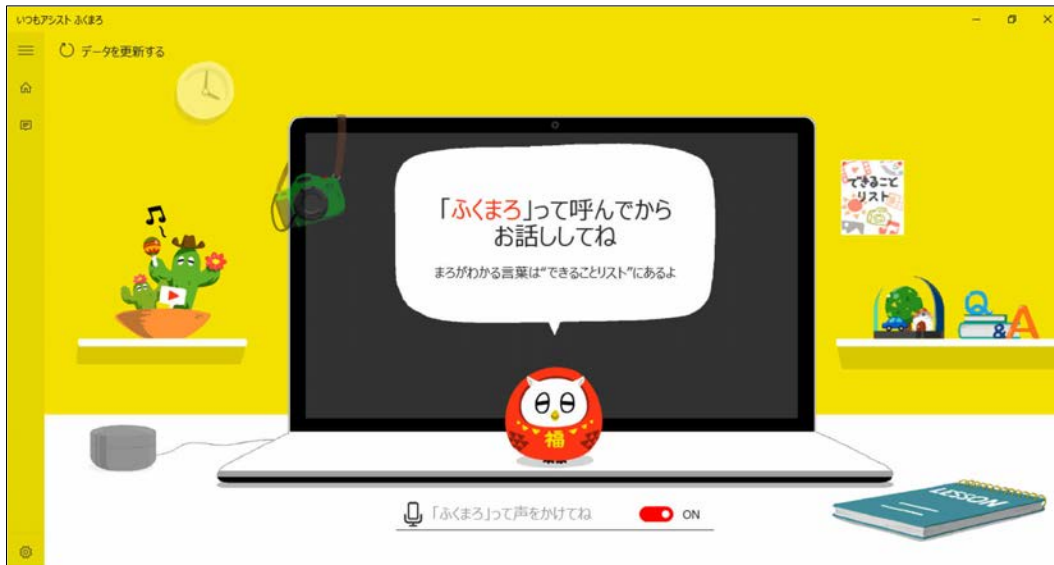 いつもアシスト ふくまろ
データを更新する
「ふくまろ」って呼んでから
お話ししてね
まろがわかる言葉は“できることリスト”にあるよ
できること
リスト
Q
&A
福
LESSON
「ふくまろ」って声をかけてね
ON